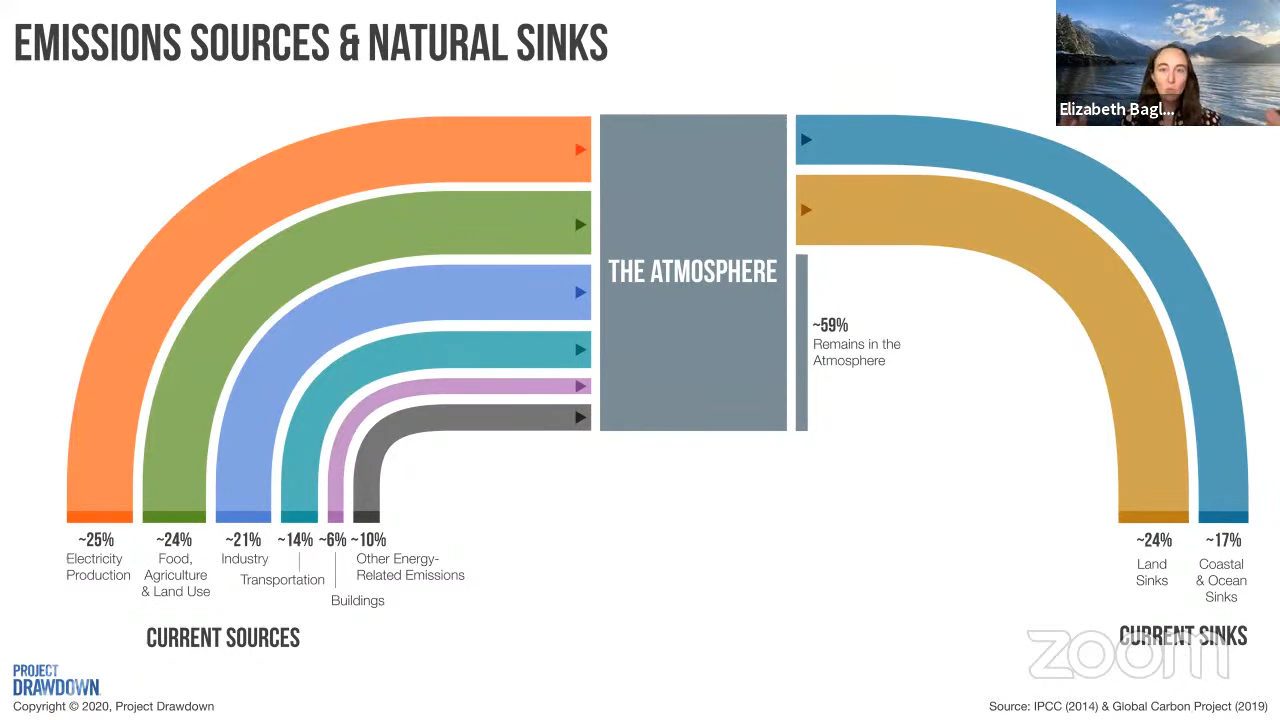 EMISSIONS SOURCES & NATURAL SINKS
Elizabeth Bagl...
THE ATMOSPHERE
~59%
Remains in the
Atmosphere
~25%
Electricity
Production
~24%
Food,
Agriculture
& Land Use
~21%
Industry
~14%
Transportation
~6%
Buildings
~10%
Other Energy-
Related Emissions
~24%
Land
Sinks
~17%
Coastal
& Ocean
Sinks
CURRENT SOURCES
CURRENT SINKS
zoom
PROJECT
DRAWDOWN.
Copyright © 2020, Project Drawdown
Source: IPCC (2014) & Global Carbon Project (2019)